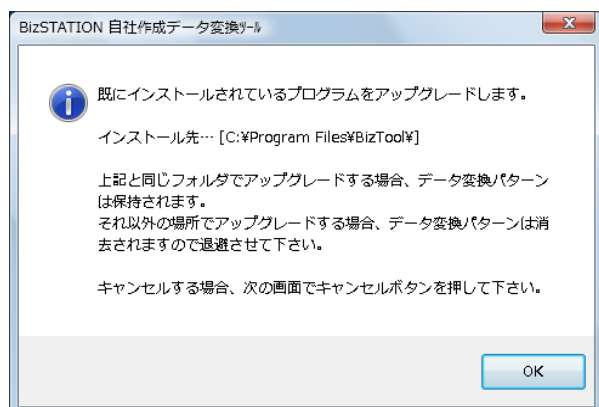 BizSTATION 自社作成データ変換ﾂｰﾙ
既にインストールされているプログラムをアップグレードします。
インストール先… [C:¥Program Files¥BizTool¥]
上記と同じフォルダでアップグレードする場合、データ変換パターン
は保持されます。
それ以外の場所でアップグレードする場合、データ変換パターンは消
去されますので退避させて下さい。
キャンセルする場合、次の画面でキャンセルボタンを押して下さい。
OK